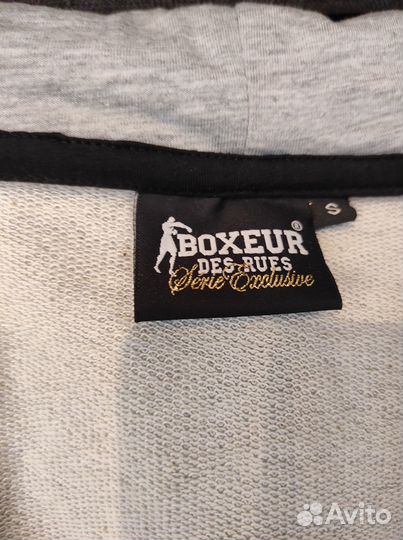 BOXEUR®
DES RUES
Serie Exclusive
S
Avito